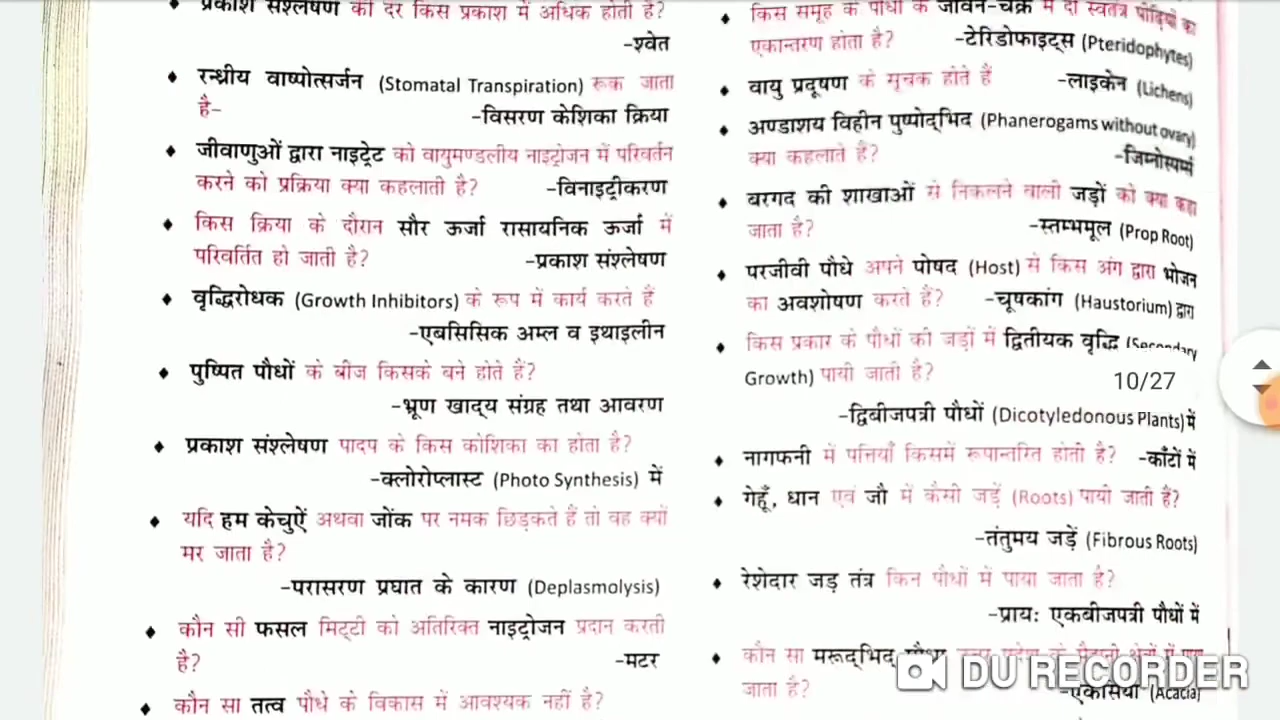 प्रकाश संश्लेषण की दर किस प्रकाश में अधिक होती है?
-श्वेत
♦ रन्ध्रीय वाष्पोत्सर्जन (Stomatal Transpiration) रूक जाता
है-
-विसरण केशिका क्रिया
♦ जीवाणुओं द्वारा नाइट्रेट को वायुमण्डलीय नाइट्रोजन में परिवर्तन
करने को प्रक्रिया क्या कहलाती है? -विनाइट्रीकरण
♦ किस क्रिया के दौरान सौर ऊर्जा रासायनिक ऊर्जा में
परिवर्तित हो जाती है? -प्रकाश संश्लेषण
♦ वृद्धिरोधक (Growth Inhibitors) के रूप में कार्य करते हैं
-एबसिसिक अम्ल व इथाइलीन
♦ पुष्पित पौधों के बीज किसके बने होते हैं?
-भ्रूण खाद्य संग्रह तथा आवरण
♦ प्रकाश संश्लेषण पादप के किस कोशिका का होता है?
-क्लोरोप्लास्ट (Photo Synthesis) में
♦ यदि हम केचुऐं अथवा जोंक पर नमक छिड़कते हैं तो वह क्यों
मर जाता है?
-परासरण प्रघात के कारण (Deplasmolysis)
♦ कौन सी फसल मिट्टी को अतिरिक्त नाइट्रोजन प्रदान करती
है? -मटर
♦ कौन सा तत्व पौधे के विकास में आवश्यक नहीं है?
♦ किस समूह के पौधों के जीवन-चक्र में दो स्वतंत्र पीढ़ियों का
एकान्तरण होता है? -टेरिडोफाइट्स (Pteridophytes)
♦ वायु प्रदूषण के सूचक होते हैं -लाइकेन (Lichens)
♦ अण्डाशय विहीन पुष्पोद्भिद (Phanerogams without ovary)
क्या कहलाते हैं? -जिम्नोस्पर्म्म
♦ बरगद की शाखाओं से निकलने वाली जड़ों को क्या कहा
जाता है? -स्तम्भमूल (Prop Root)
♦ परजीवी पौधे अपने पोषद (Host) से किस अंग द्वारा भोजन
का अवशोषण करते हैं? -चूषकांग (Haustorium) द्वारा
♦ किस प्रकार के पौधों की जड़ों में द्वितीयक वृद्धि (Secondary
Growth) पायी जाती है?
10/27
-द्विबीजपत्री पौधों (Dicotyledonous Plants) में
♦ नागफनी में पत्तियाँ किसमें रूपान्तरित होती है? -काँटों में
♦ गेहूँ, धान एवं जौ में कैसी जड़ें (Roots) पायी जाती हैं?
-तंतुमय जड़ें (Fibrous Roots)
♦ रेशेदार जड़ तंत्र किन पौधों में पाया जाता है?
-प्रायः एकबीजपत्री पौधों में
♦ कौन सा मरूद्भिद
जाता है? -एकेसिया (Acacia)
DU RECORDER